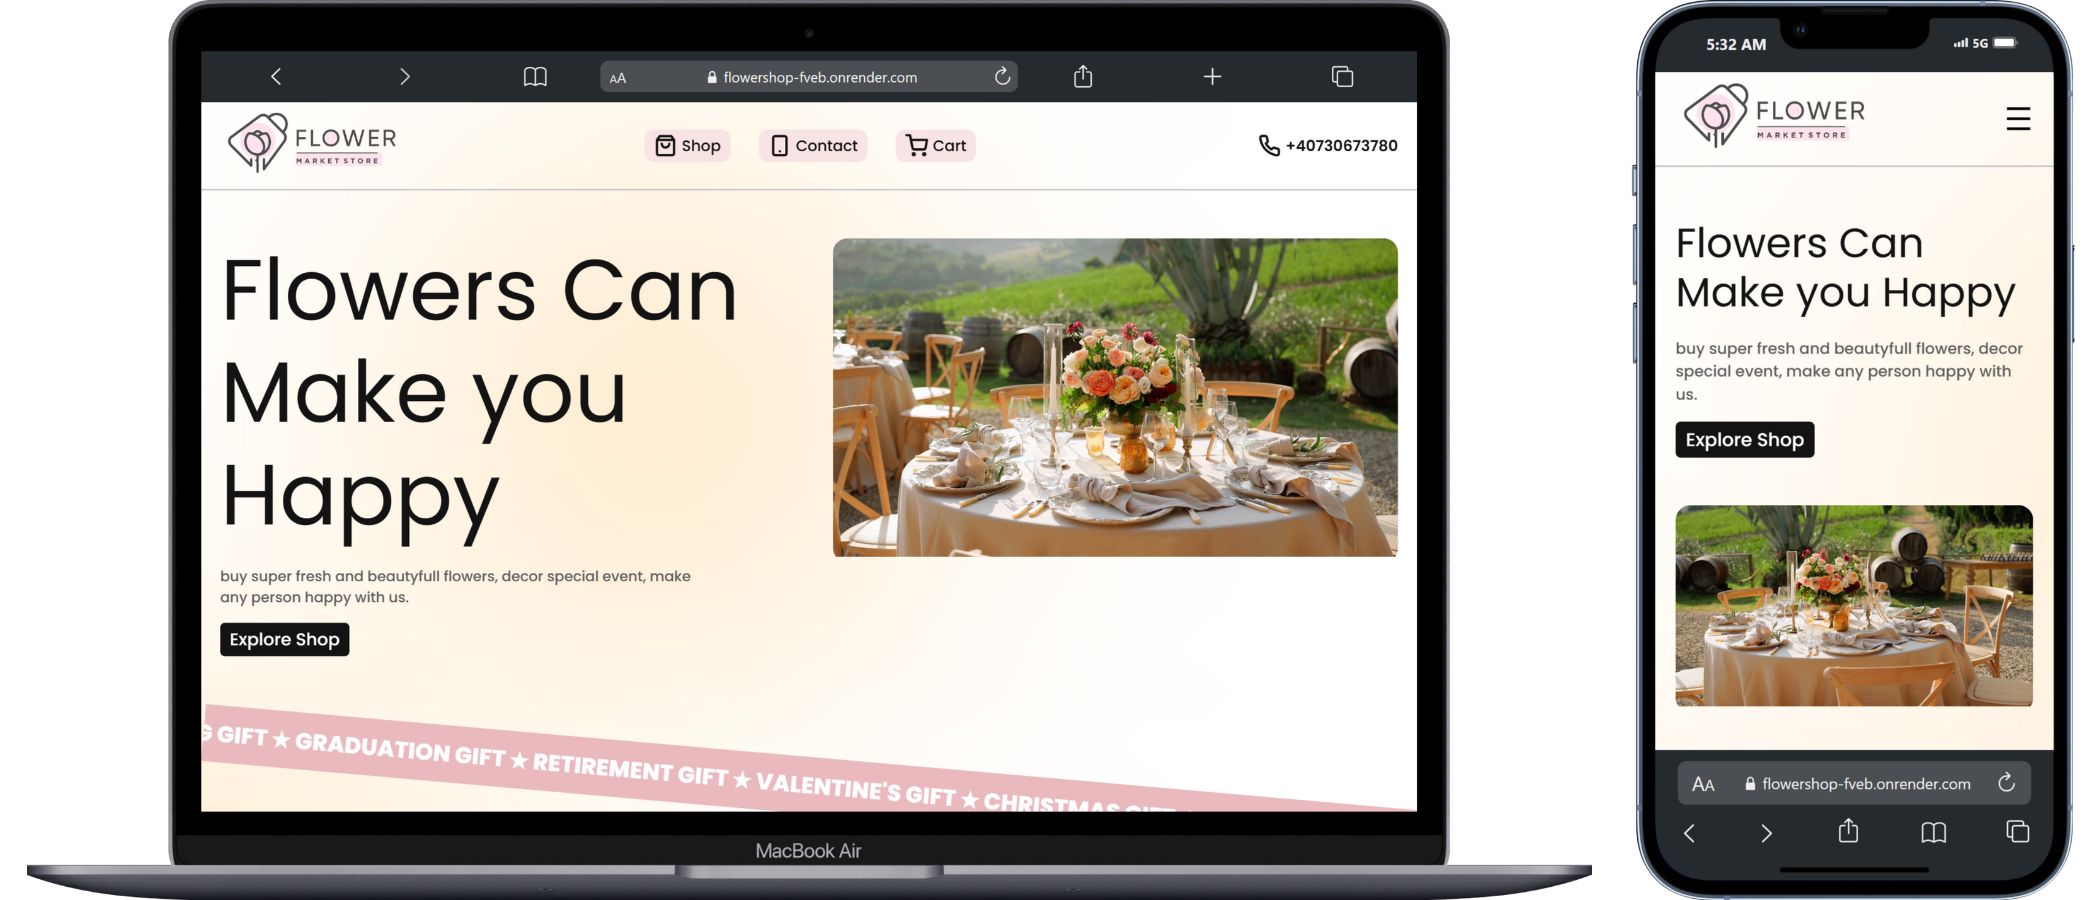 AA flowershop-fveb.onrender.com
FLOWER
MARKET STORE
Shop
Contact
Cart
+40730673780
Flowers Can
Make you
Happy
buy super fresh and beautyfull flowers, decor special event, make
any person happy with us.
Explore Shop
GIFT ★ GRADUATION GIFT ★ RETIREMENT GIFT ★ VALENTINE'S GIFT ★ CHRISTMAS GIFT
MacBook Air
5:32 AM
5G
FLOWER
MARKET STORE
Flowers Can
Make you Happy
buy super fresh and beautyfull flowers, decor
special event, make any person happy with
us.
Explore Shop
AA flowershop-fveb.onrender.com